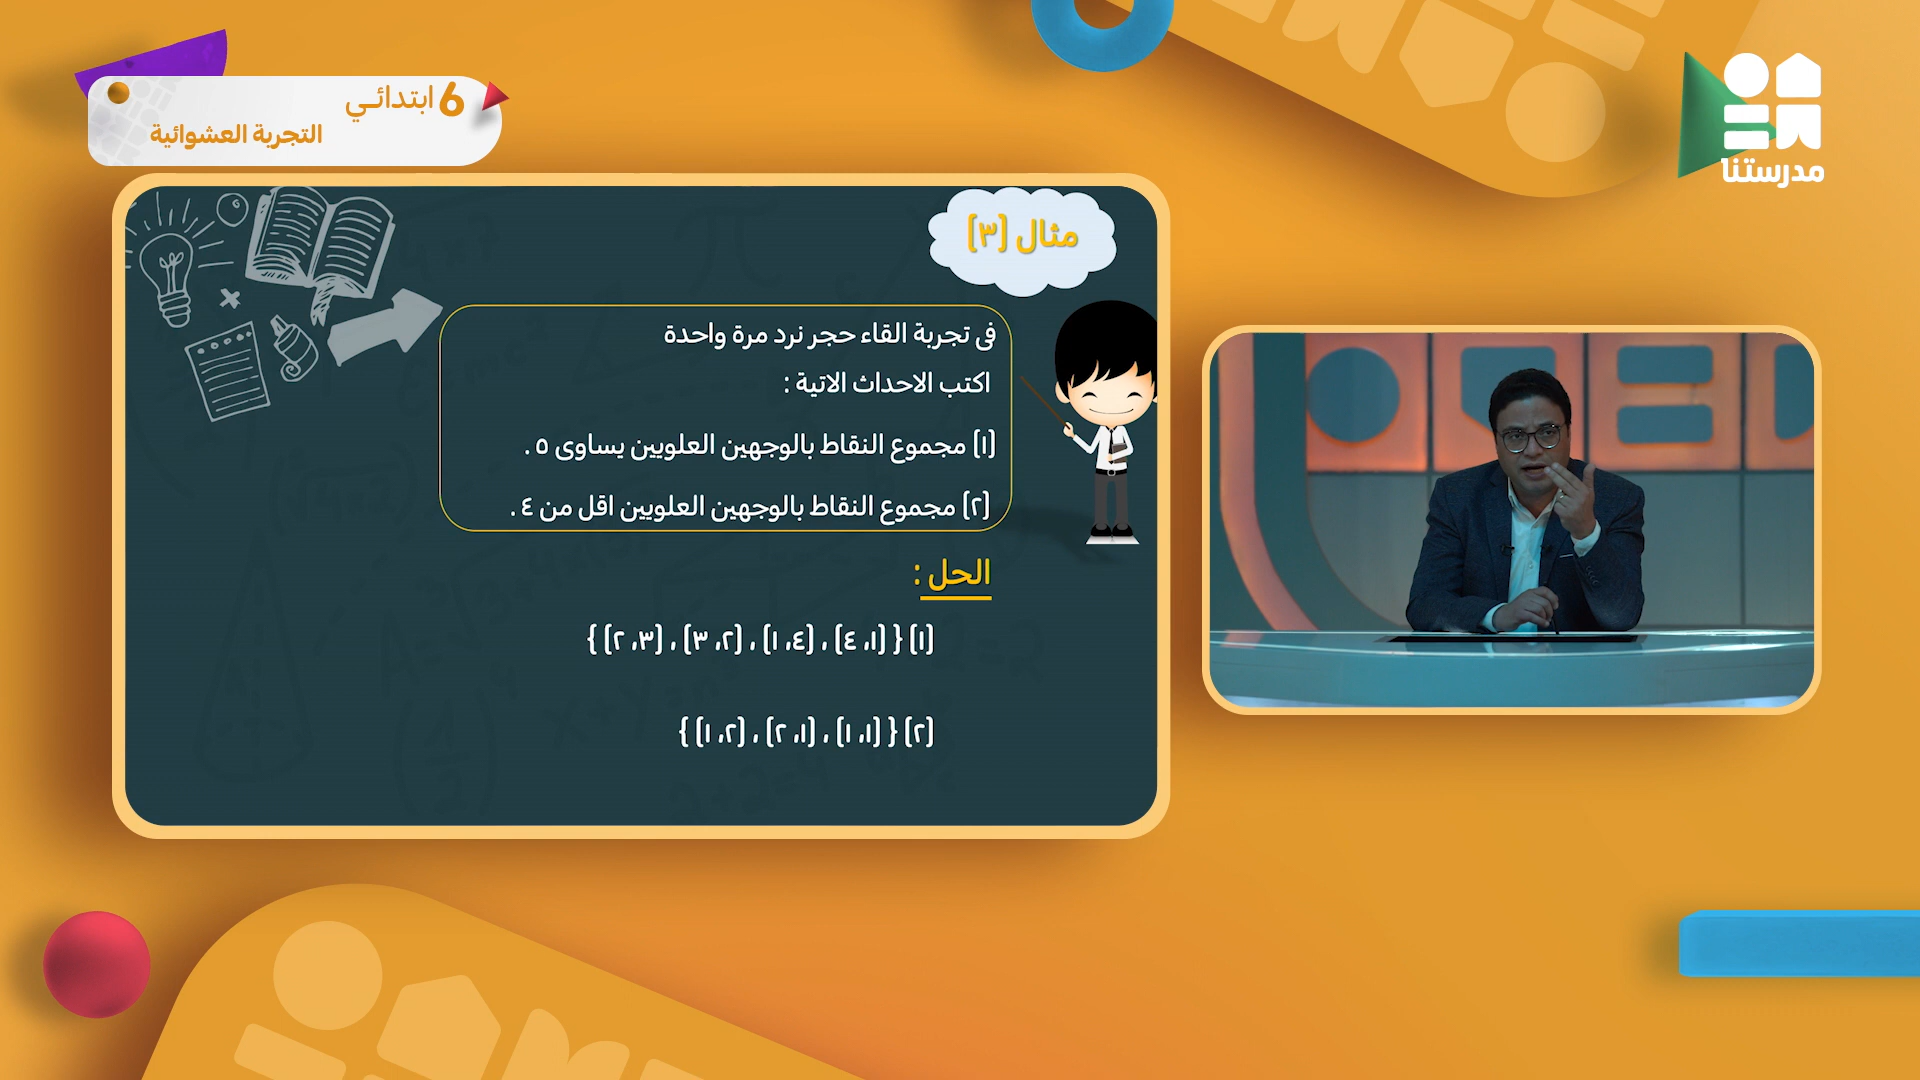 6 ابتدائي
التجربة العشوائية
مدرستنا
مثال (٣)
فى تجربة القاء حجر نرد مرة واحدة
اكتب الاحداث الاتية :
(١) مجموع النقاط بالوجهين العلويين يساوى ٥ .
(٢) مجموع النقاط بالوجهين العلويين اقل من ٤ .
الحل :
(١) { (١، ٤) ، (٤، ١) ، (٢، ٣) ، (٣، ٢) }
(٢) { (١، ١) ، (١، ٢) ، (٢، ١) }